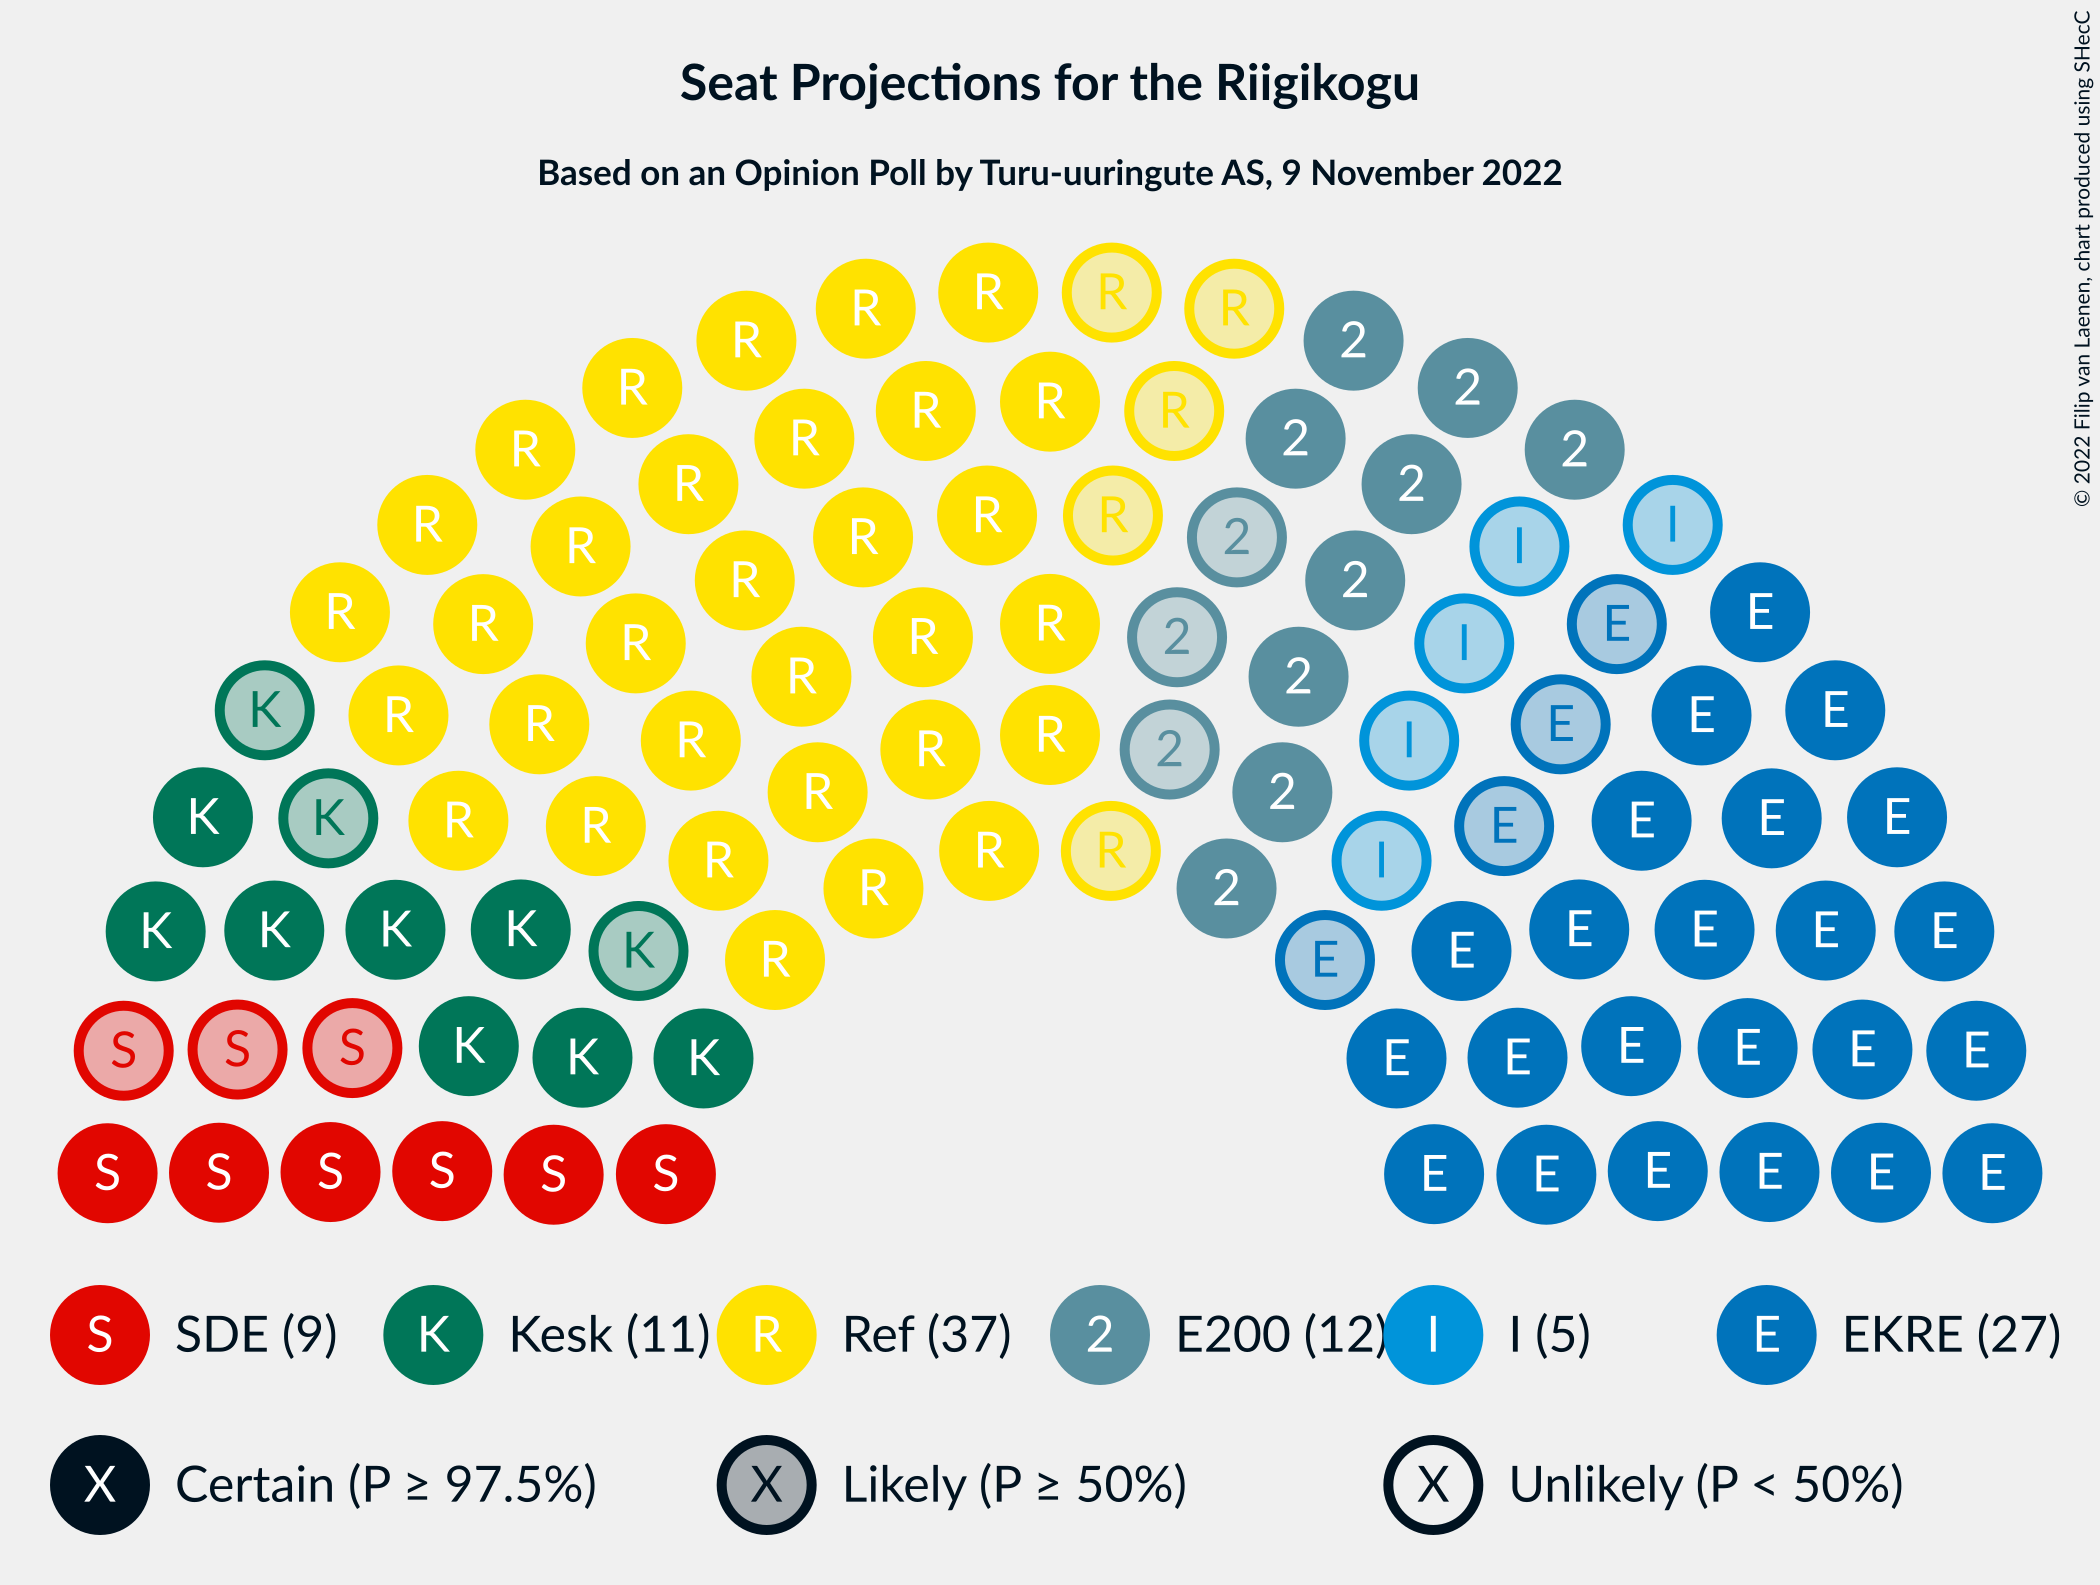 Seat Projections for the Riigikogu
Based on an Opinion Poll by Turu-uuringute AS, 9 November 2022
© 2022 Filip van Laenen, chart produced using SHecC
R R R R R 2
R R 2
R R R R 2 2
R R R 2 2
R R R 2 I I
R R 2 I
R R R R R 2 E E
K R R R R 2 I E E
K K R R R R R 2 2 I E E E E E
R R R R R 2 I E
K K K K K R E E E E E E
S S S K K K E E E E E E
S S S S S S E E E E E E
S SDE (9) K Kesk (11) R Ref (37) 2 E200 (12) I I (5) E EKRE (27)
X Certain (P ≥ 97.5%) X Likely (P ≥ 50%) X Unlikely (P < 50%)